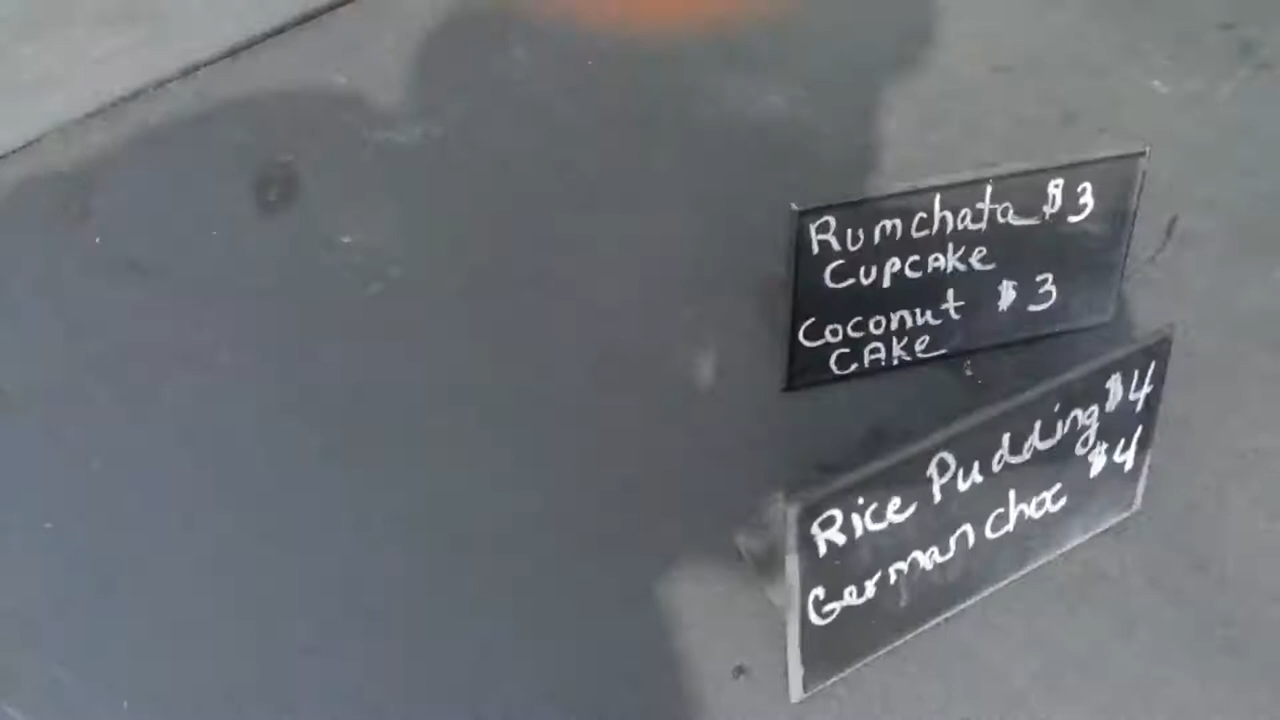 Rumchata $3
Cupcake
Coconut $3
Cake
Rice Pudding $4
German choc $4